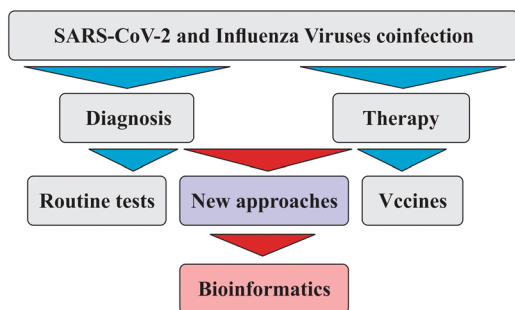 SARS-CoV-2 and Influenza Viruses coinfection
Diagnosis
Therapy
Routine tests
New approaches
Vccines
Bioinformatics